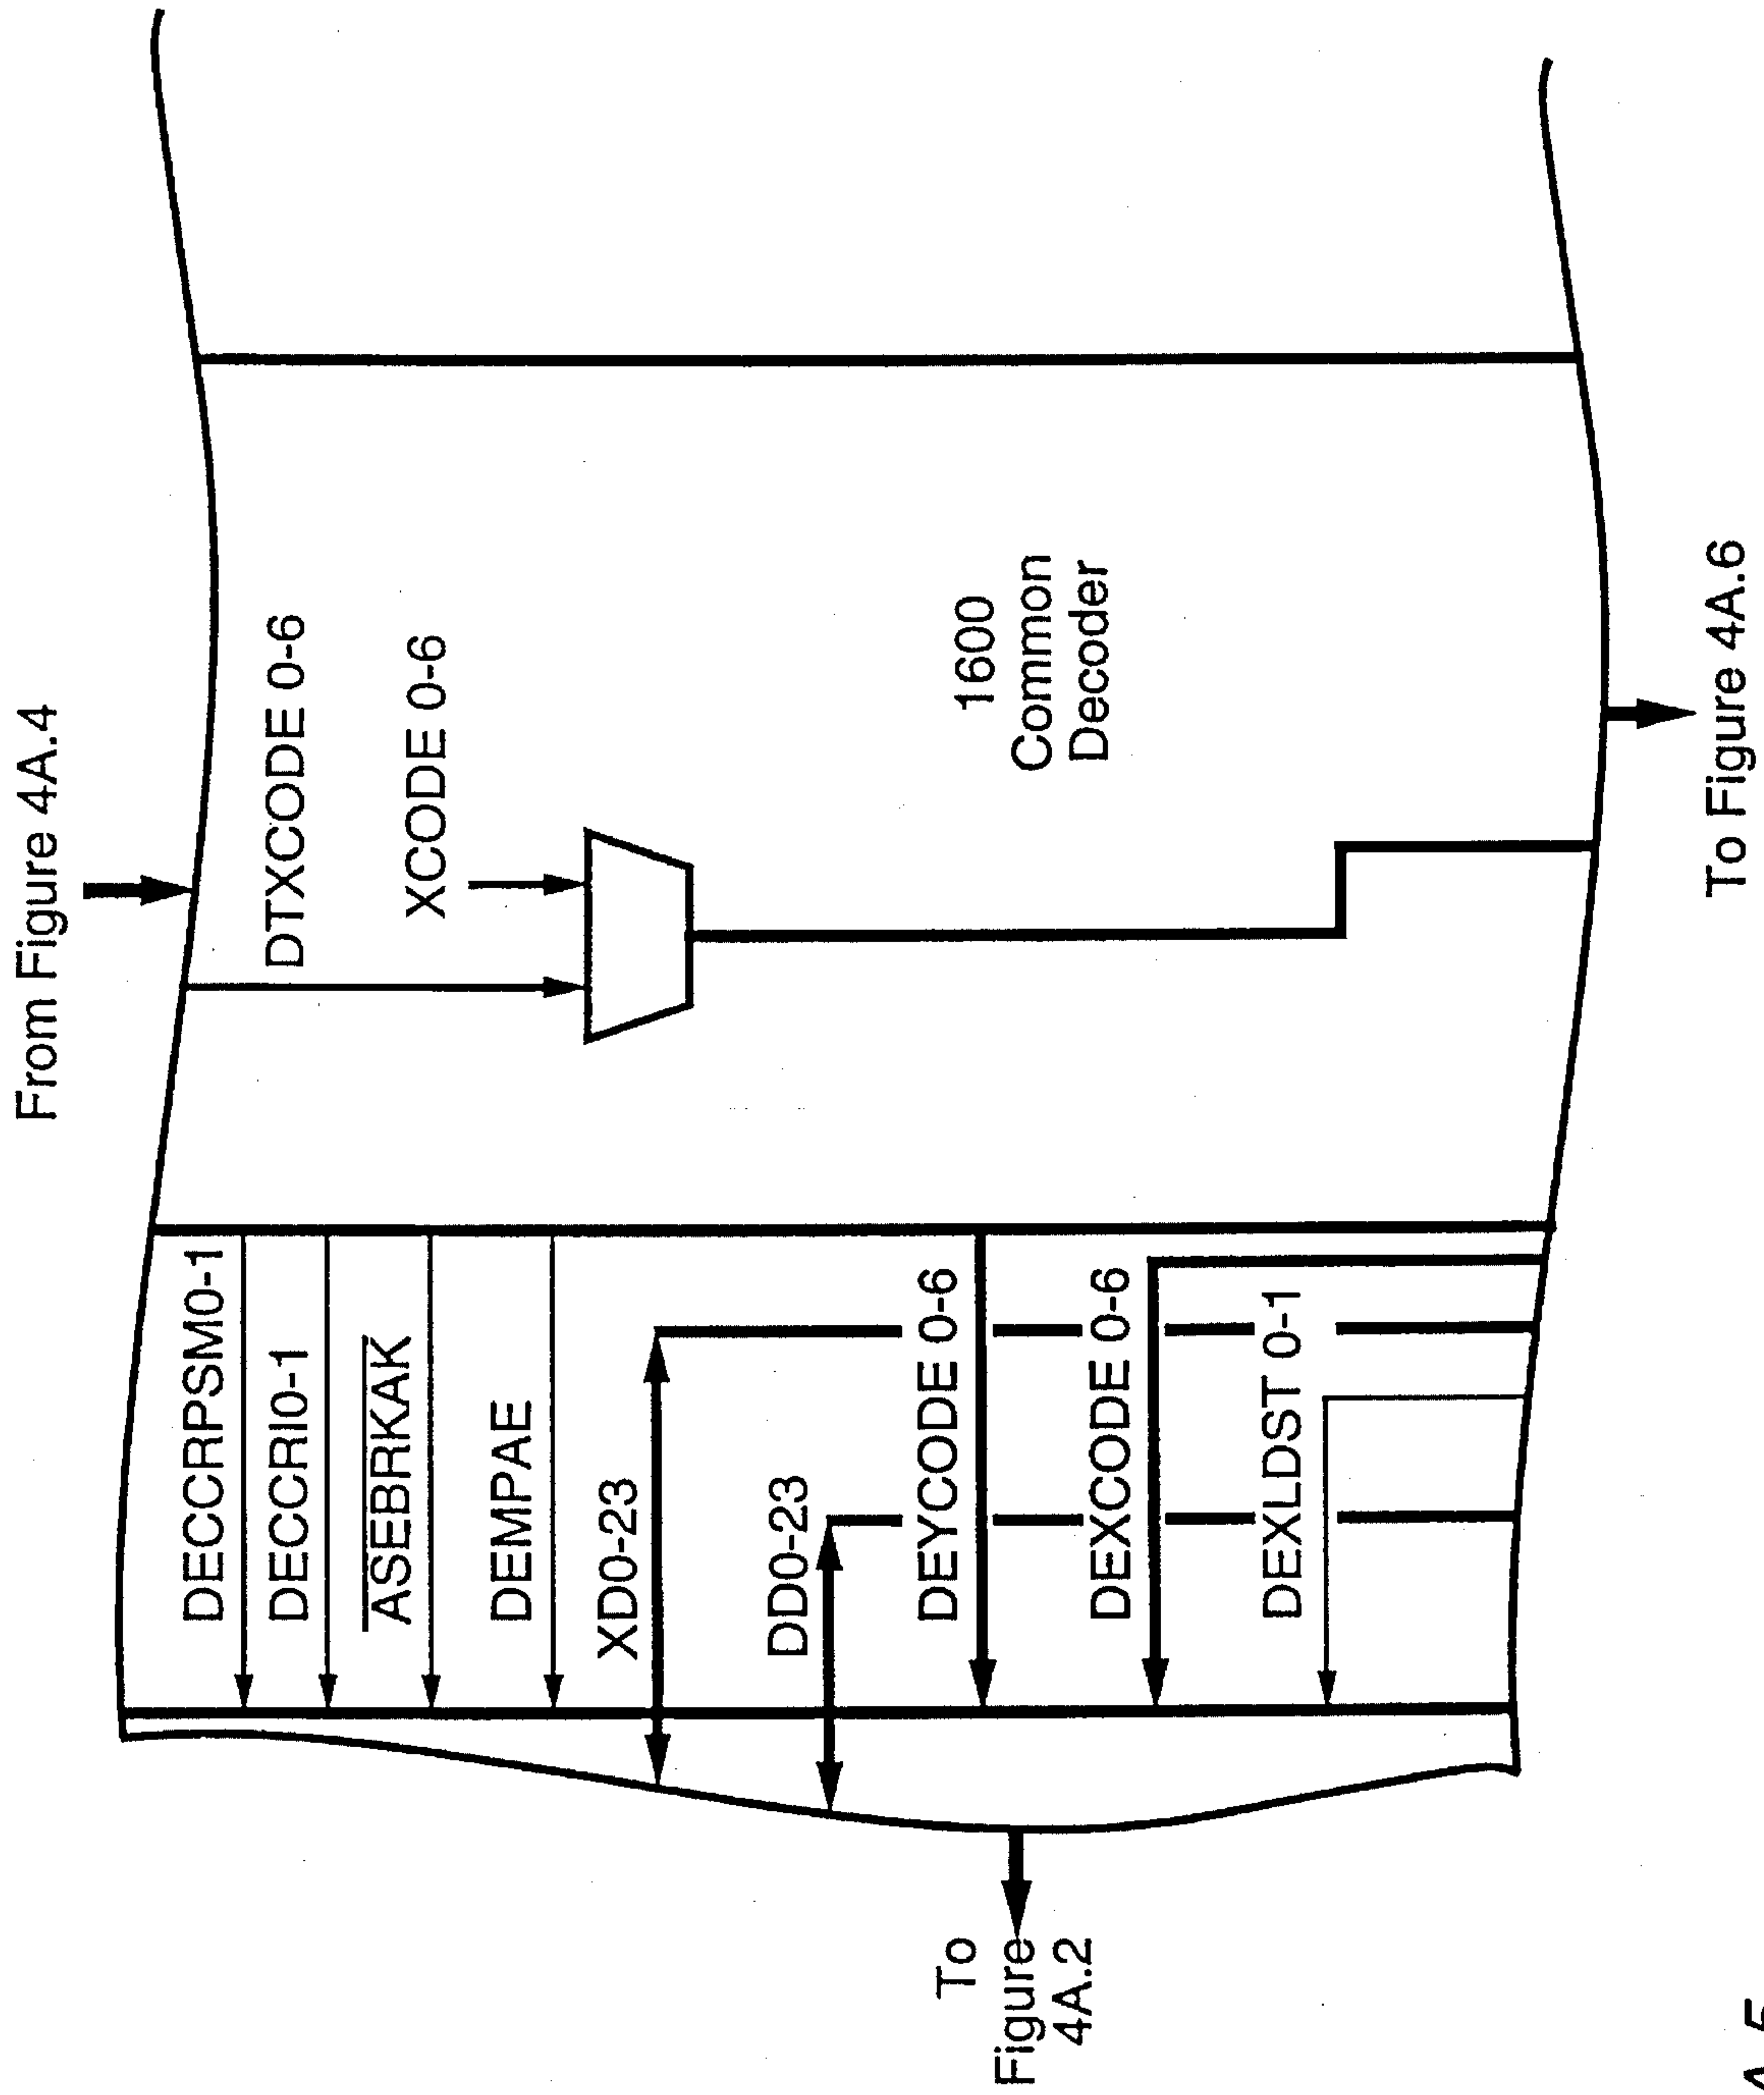 From Figure 4A.4
DTXCODE 0-6
XCODE 0-6
1600
Common
Decoder
To Figure 4A.6
DECCRPSM0-1
DECCRI0-1
ASEBRKAK
DEMPAE
XD0-23
DD0-23
DEYCODE 0-6
DEXCODE 0-6
DEXLDST 0-1
To
Figure
4A.2
A.5